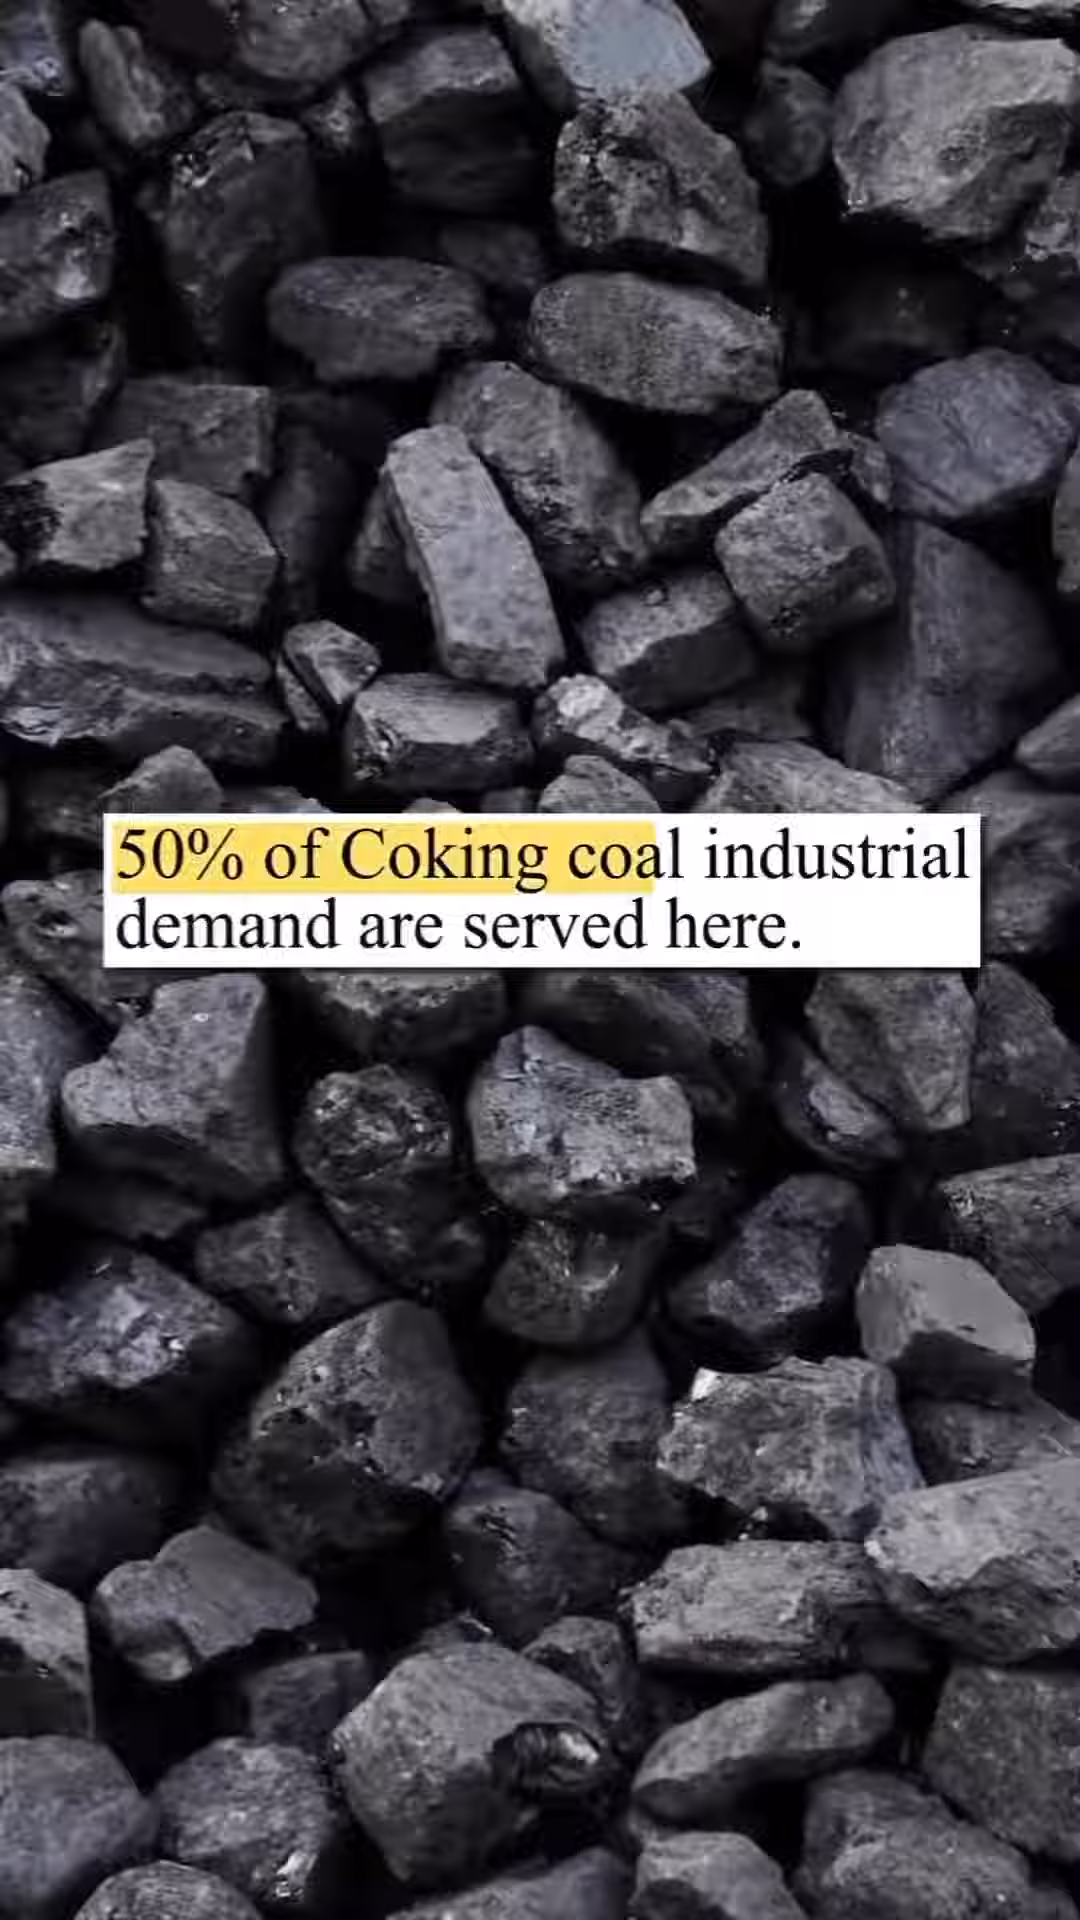 50% of Coking coal industrial
demand are served here.